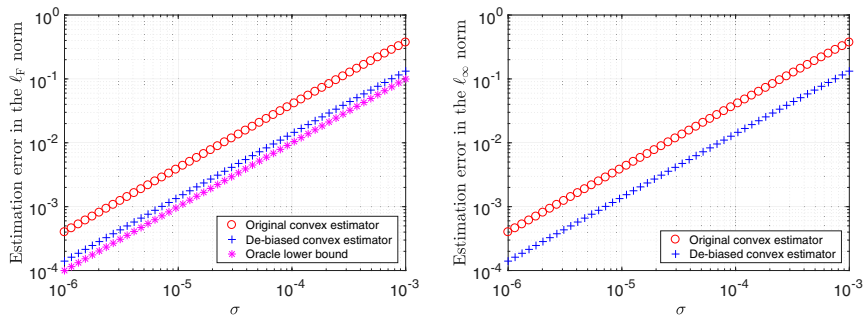 Estimation error in the ℓ_F norm
10^0
10^-1
10^-2
10^-3
10^-4
Original convex estimator
De-biased convex estimator
Oracle lower bound
10^-6
10^-5
10^-4
10^-3
σ
Estimation error in the ℓ_∞ norm
10^0
10^-1
10^-2
10^-3
10^-4
Original convex estimator
De-biased convex estimator
10^-6
10^-5
10^-4
10^-3
σ